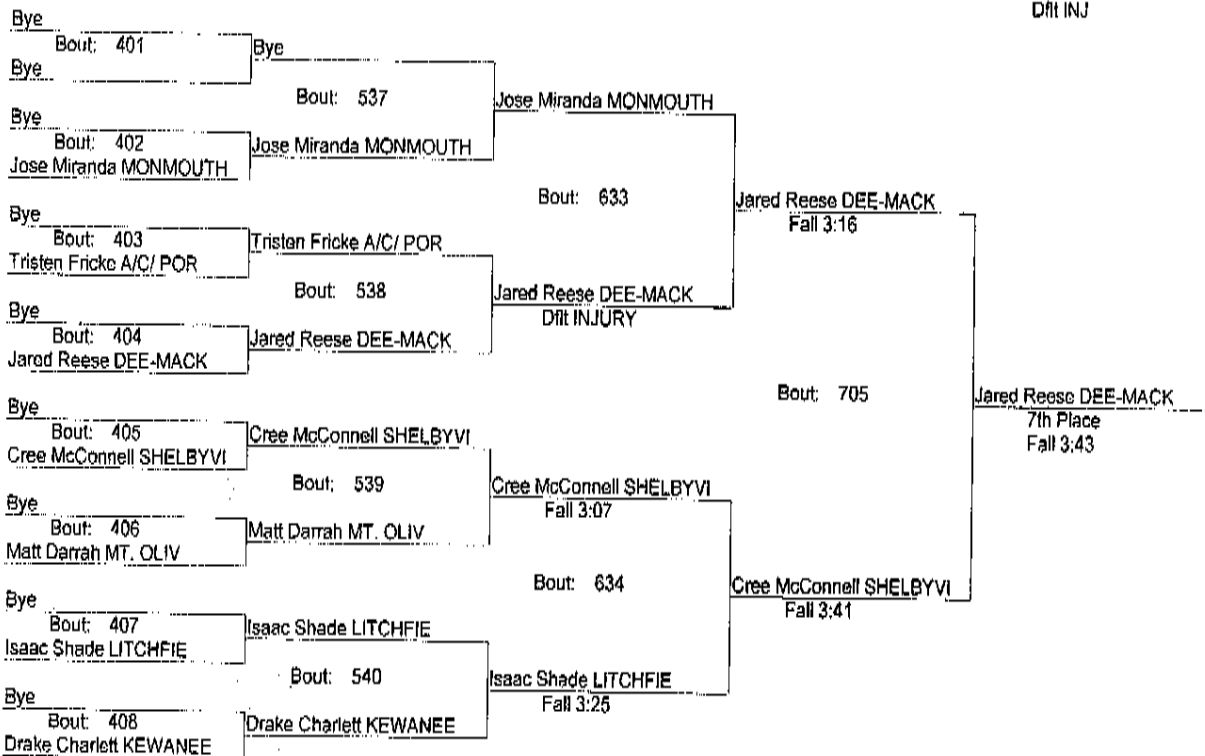 Dflt INJ
Bye
Bout: 401
Bye
Bye
Bout: 402
Jose Miranda MONMOUTH
Bye
Bout: 403
Tristen Fricke A/C/ POR
Bye
Bout: 404
Jared Reese DEE-MACK
Bye
Bout: 405
Cree McConnell SHELBYVI
Bye
Bout: 406
Matt Darrah MT. OLIV
Bye
Bout: 407
Isaac Shade LITCHFIE
Bye
Bout: 408
Drake Charlett KEWANEE
Bye
Bout: 537
Jose Miranda MONMOUTH
Tristen Fricke A/C/ POR
Bout: 538
Jared Reese DEE-MACK
Cree McConnell SHELBYVI
Bout: 539
Matt Darrah MT. OLIV
Isaac Shade LITCHFIE
Bout: 540
Drake Charlett KEWANEE
Jose Miranda MONMOUTH
Bout: 633
Jared Reese DEE-MACK
Dflt INJURY
Cree McConnell SHELBYVI
Fall 3:07
Bout: 634
Isaac Shade LITCHFIE
Fall 3:25
Jared Reese DEE-MACK
Fall 3:16
Bout: 705
Cree McConnell SHELBYVI
Fall 3:41
Jared Reese DEE-MACK
7th Place
Fall 3:43